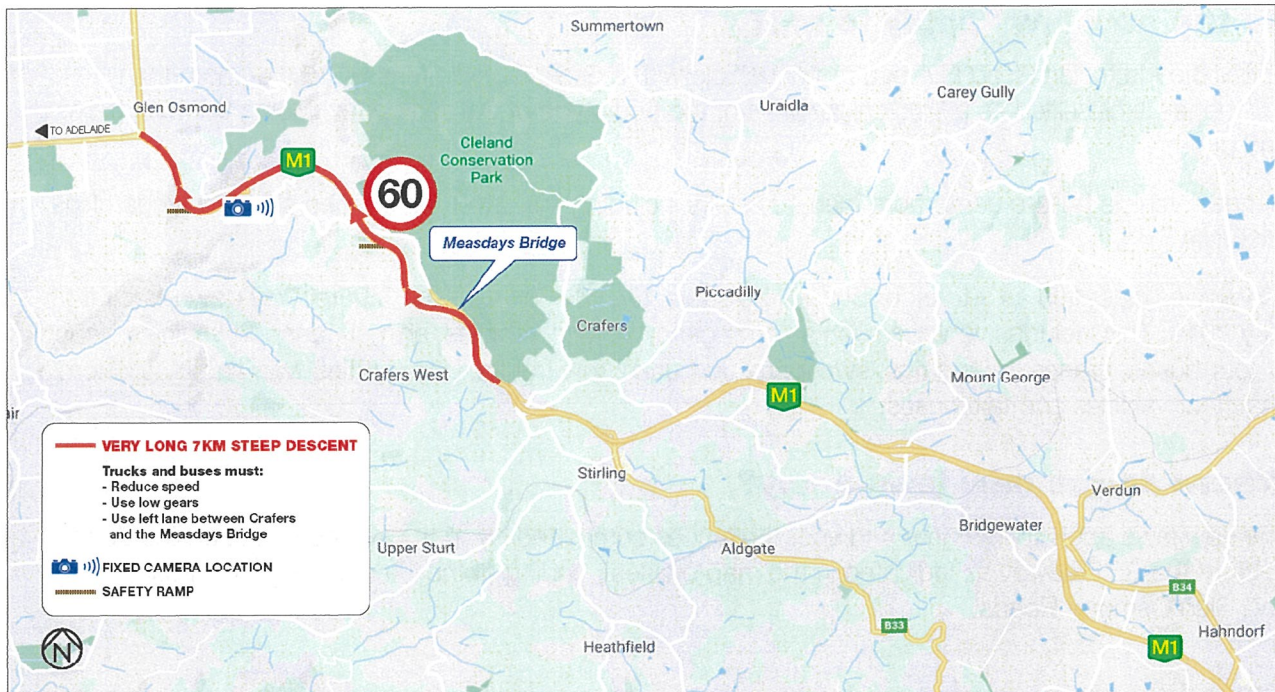 Summertown
Carey Gully
Uraidla
Glen Osmond
TO ADELAIDE
Cleland
Conservation
Park
M1
60
Measdays Bridge
Piccadilly
Crafers
Crafers West
Mount George
M1
air
VERY LONG 7KM STEEP DESCENT
Trucks and buses must:
- Reduce speed
- Use low gears
- Use left lane between Crafers
and the Measdays Bridge
FIXED CAMERA LOCATION
SAFETY RAMP
N
Stirling
Verdun
Bridgewater
Upper Sturt
Aldgate
B34
B33
Hahndorf
Heathfield
M1